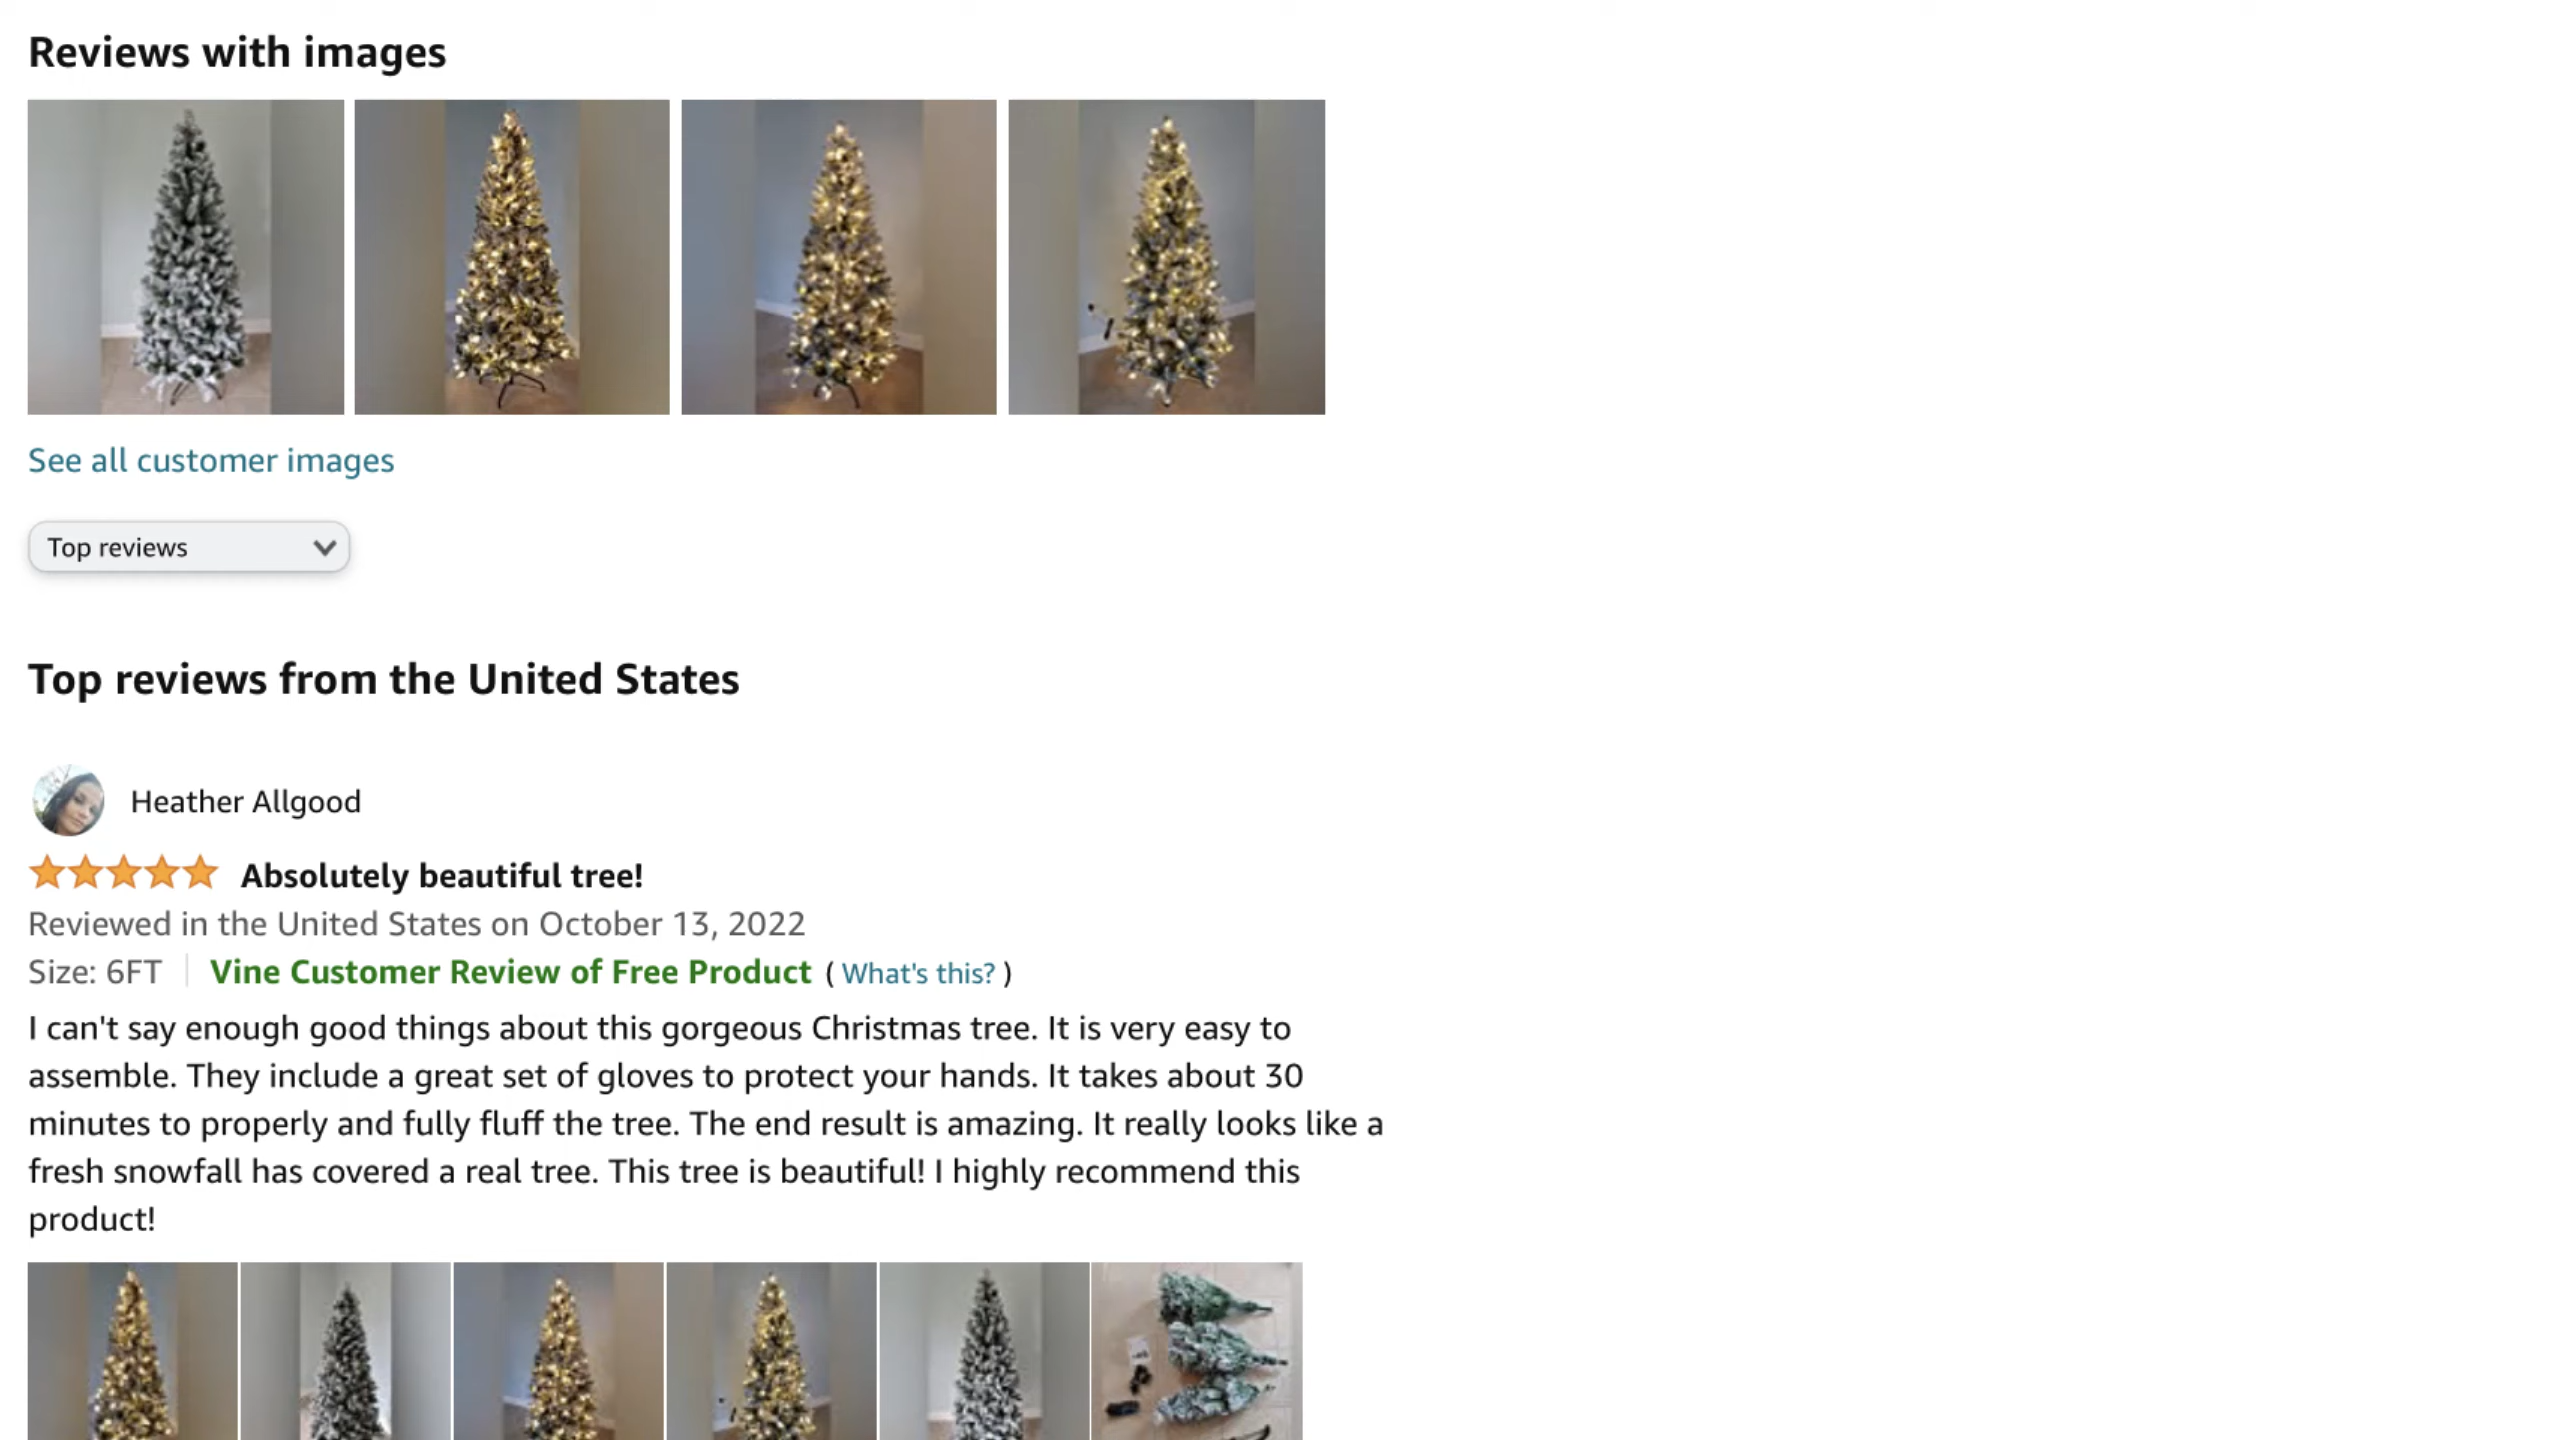 Reviews with images
See all customer images
Top reviews
Top reviews from the United States
Heather Allgood
Absolutely beautiful tree!
Reviewed in the United States on October 13, 2022
Size: 6FT | Vine Customer Review of Free Product ( What's this? )
I can't say enough good things about this gorgeous Christmas tree. It is very easy to
assemble. They include a great set of gloves to protect your hands. It takes about 30
minutes to properly and fully fluff the tree. The end result is amazing. It really looks like a
fresh snowfall has covered a real tree. This tree is beautiful! I highly recommend this
product!